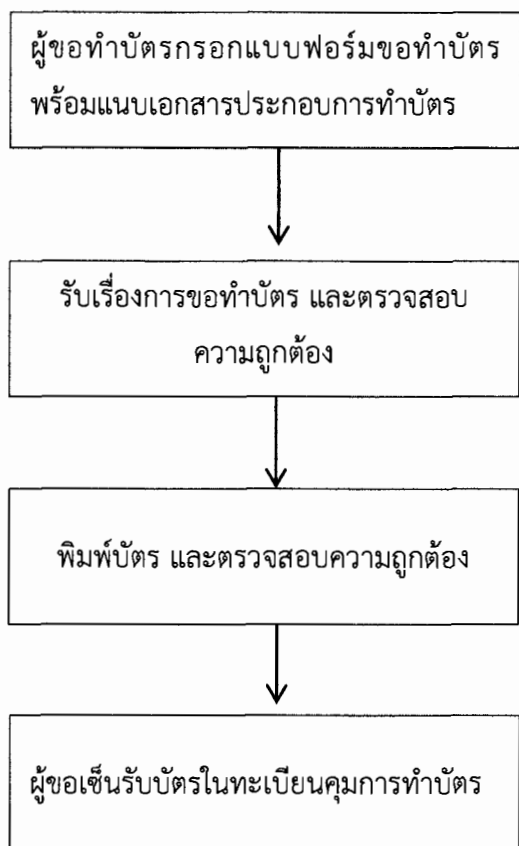 ผู้ขอทำบัตรกรอกแบบฟอร์มขอทำบัตร
พร้อมแนบเอกสารประกอบการทำบัตร
รับเรื่องการขอทำบัตร และตรวจสอบ
ความถูกต้อง
พิมพ์บัตร และตรวจสอบความถูกต้อง
ผู้ขอเซ็นรับบัตรในทะเบียนคุมการทำบัตร